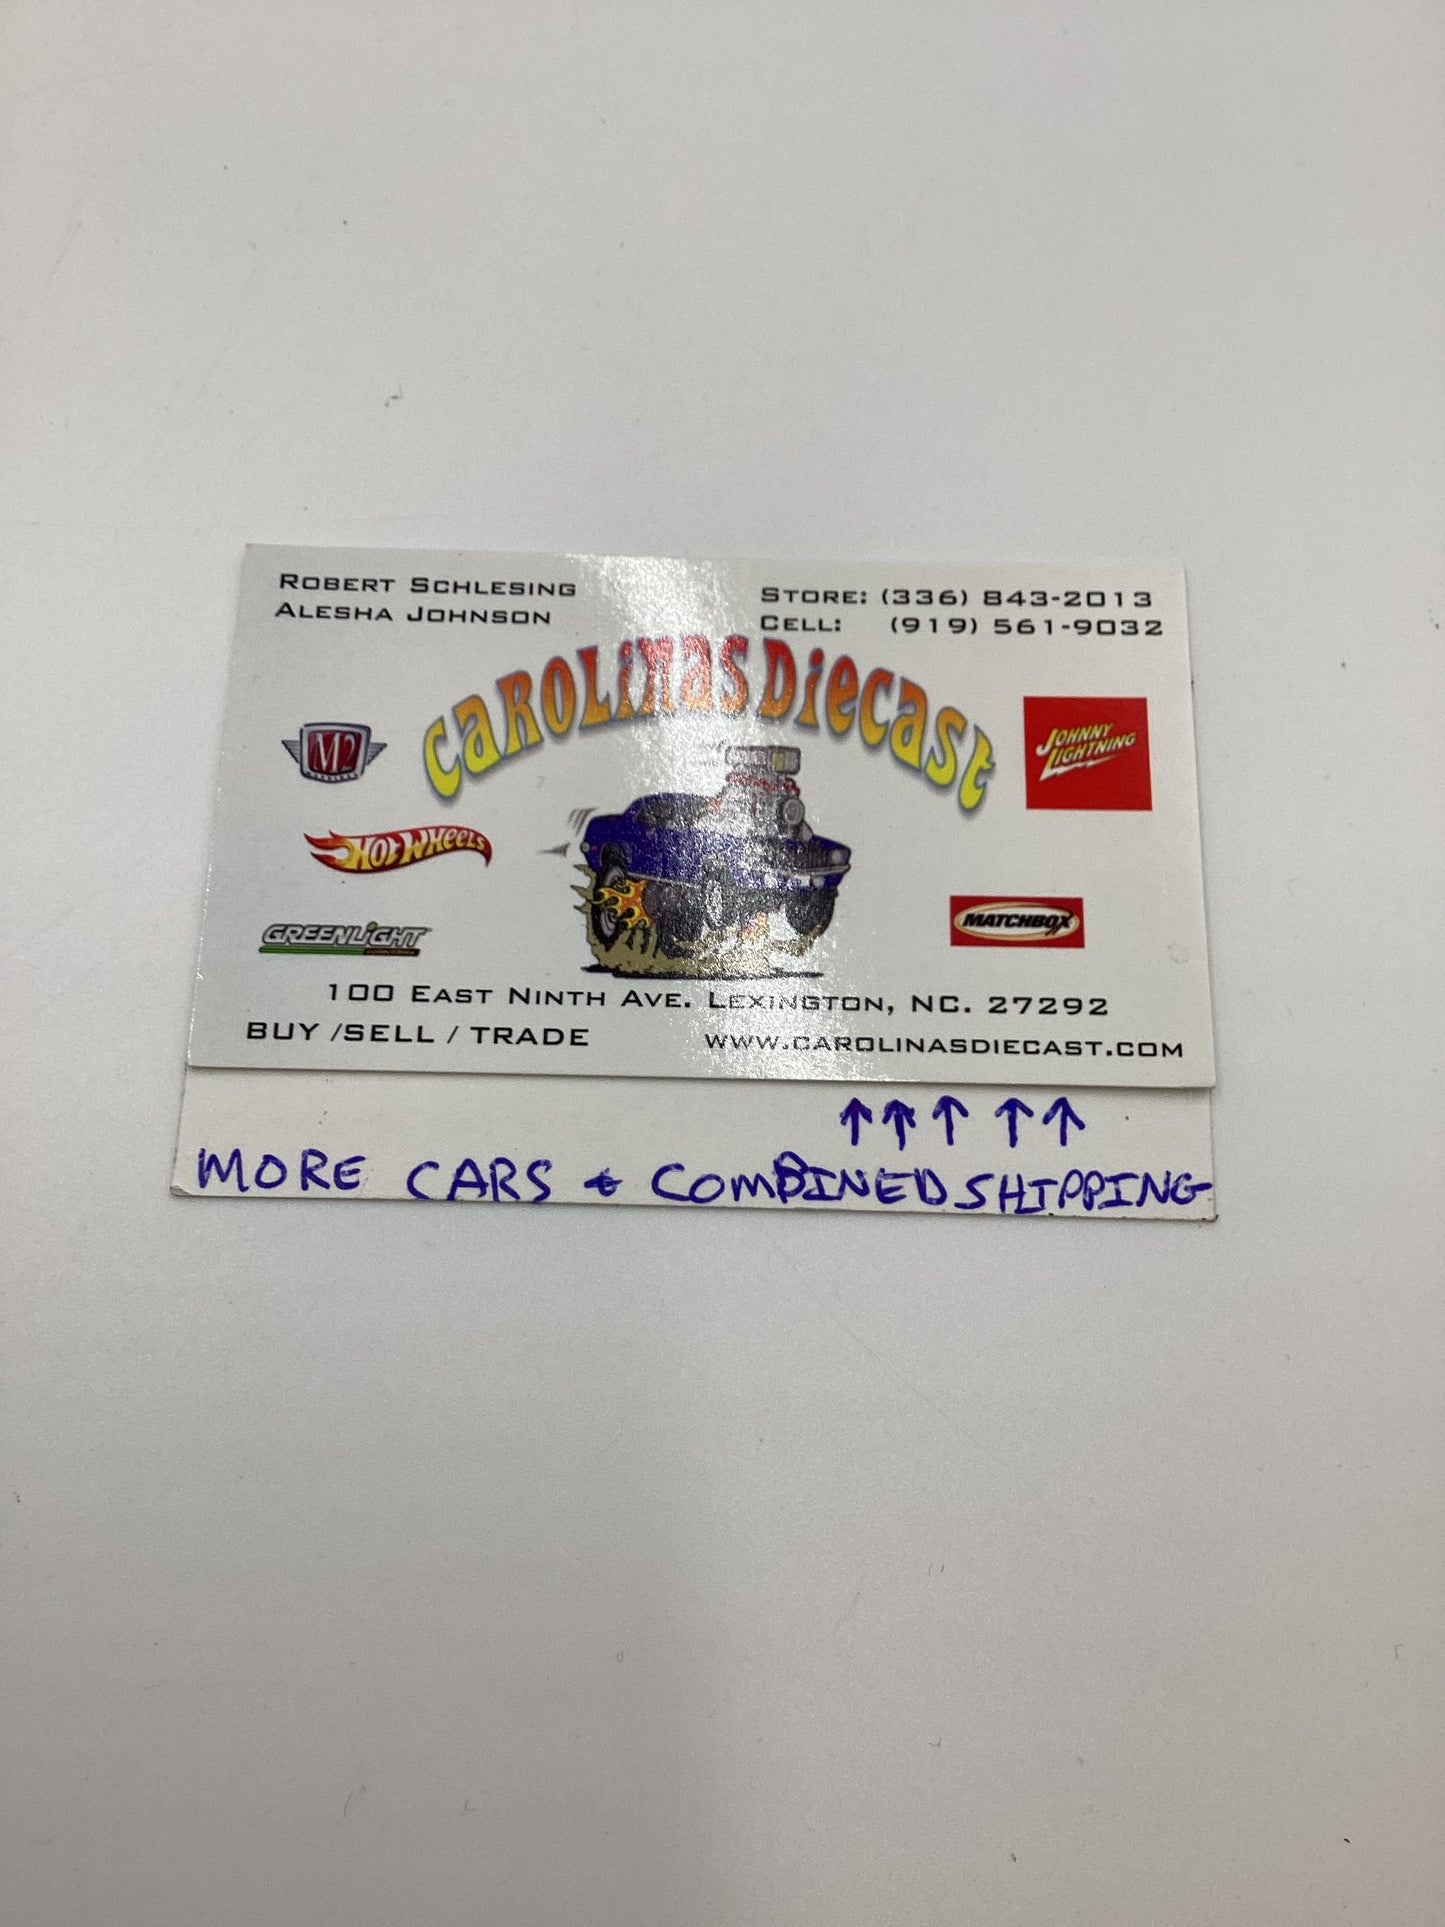 ROBERT SCHLESING
ALESHA JOHNSON
STORE: (336) 843-2013
CELL: (919) 561-9032
CAROLiNAS DiECAST
M2
JOHNNY
LIGHTNING
HOT WHEELS
MATCHBOX
GREENLiGHT
100 EAST NINTH AVE. LEXINGTON, NC. 27292
BUY /SELL / TRADE
WWW.CAROLINASDIECAST.COM
↑↑↑ ↑↑
MORE CARS & COMBINED SHIPPING